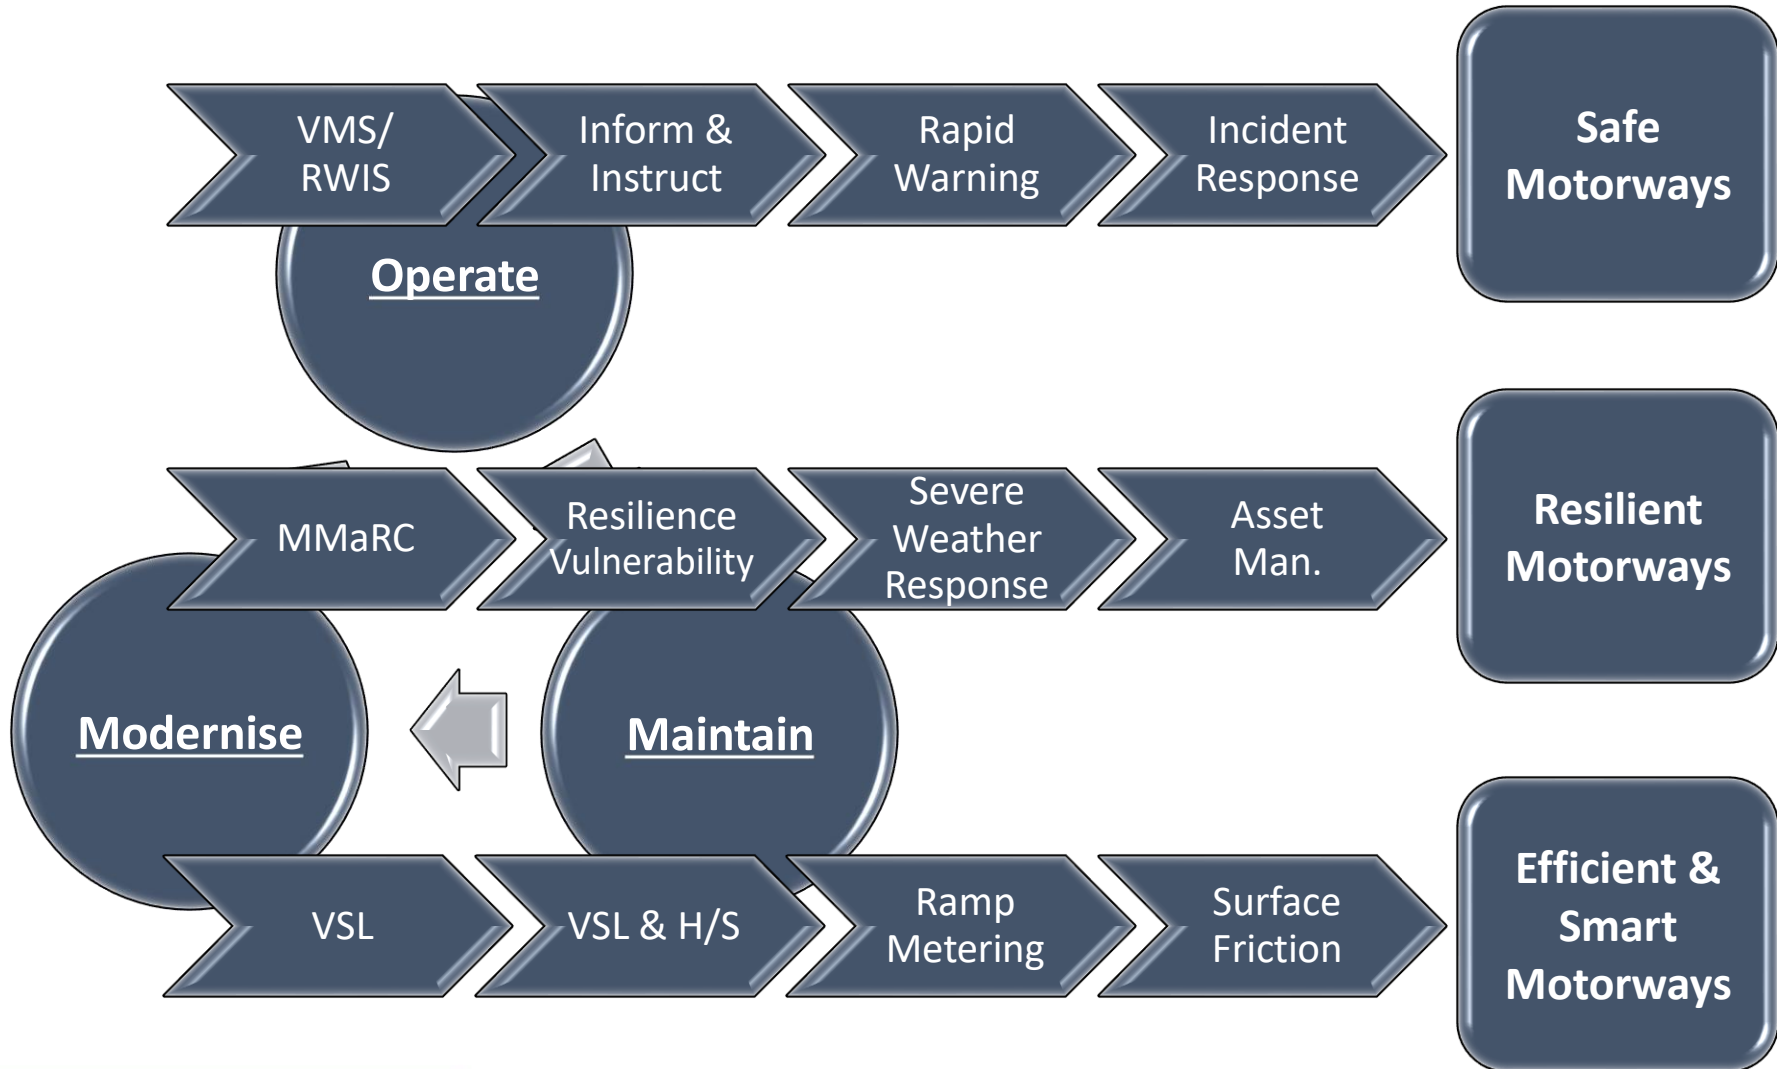 VMS/
RWIS
Inform &
Instruct
Rapid
Warning
Incident
Response
Safe
Motorways
Operate
MMaRC
Resilience
Vulnerability
Severe
Weather
Response
Asset
Man.
Resilient
Motorways
Modernise
Maintain
VSL
VSL & H/S
Ramp
Metering
Surface
Friction
Efficient &
Smart
Motorways